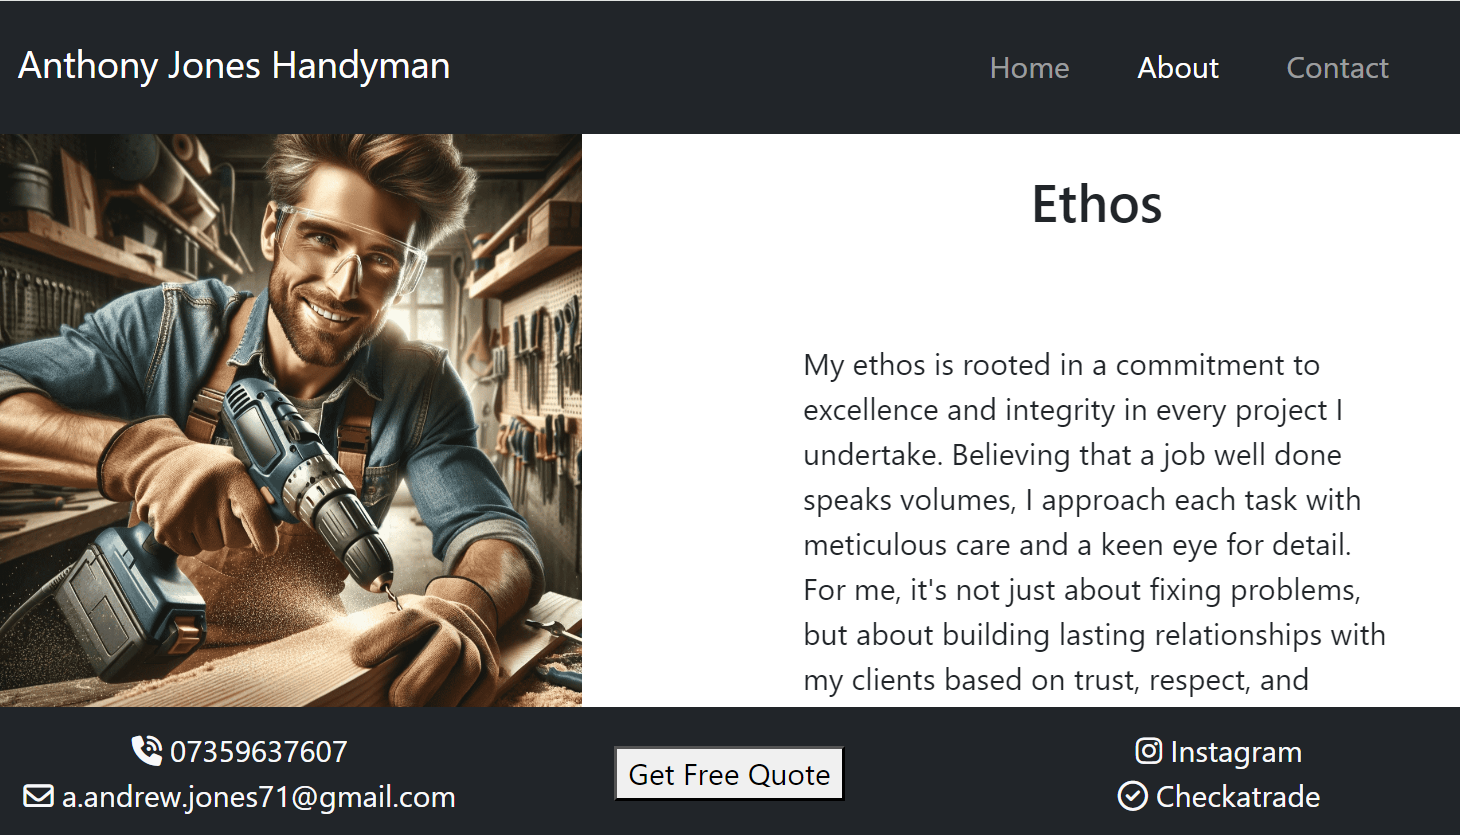 Anthony Jones Handyman
Home About Contact
Ethos
My ethos is rooted in a commitment to
excellence and integrity in every project I
undertake. Believing that a job well done
speaks volumes, I approach each task with
meticulous care and a keen eye for detail.
For me, it's not just about fixing problems,
but about building lasting relationships with
my clients based on trust, respect, and
07359637607
a.andrew.jones71@gmail.com
Get Free Quote
Instagram
Checkatrade